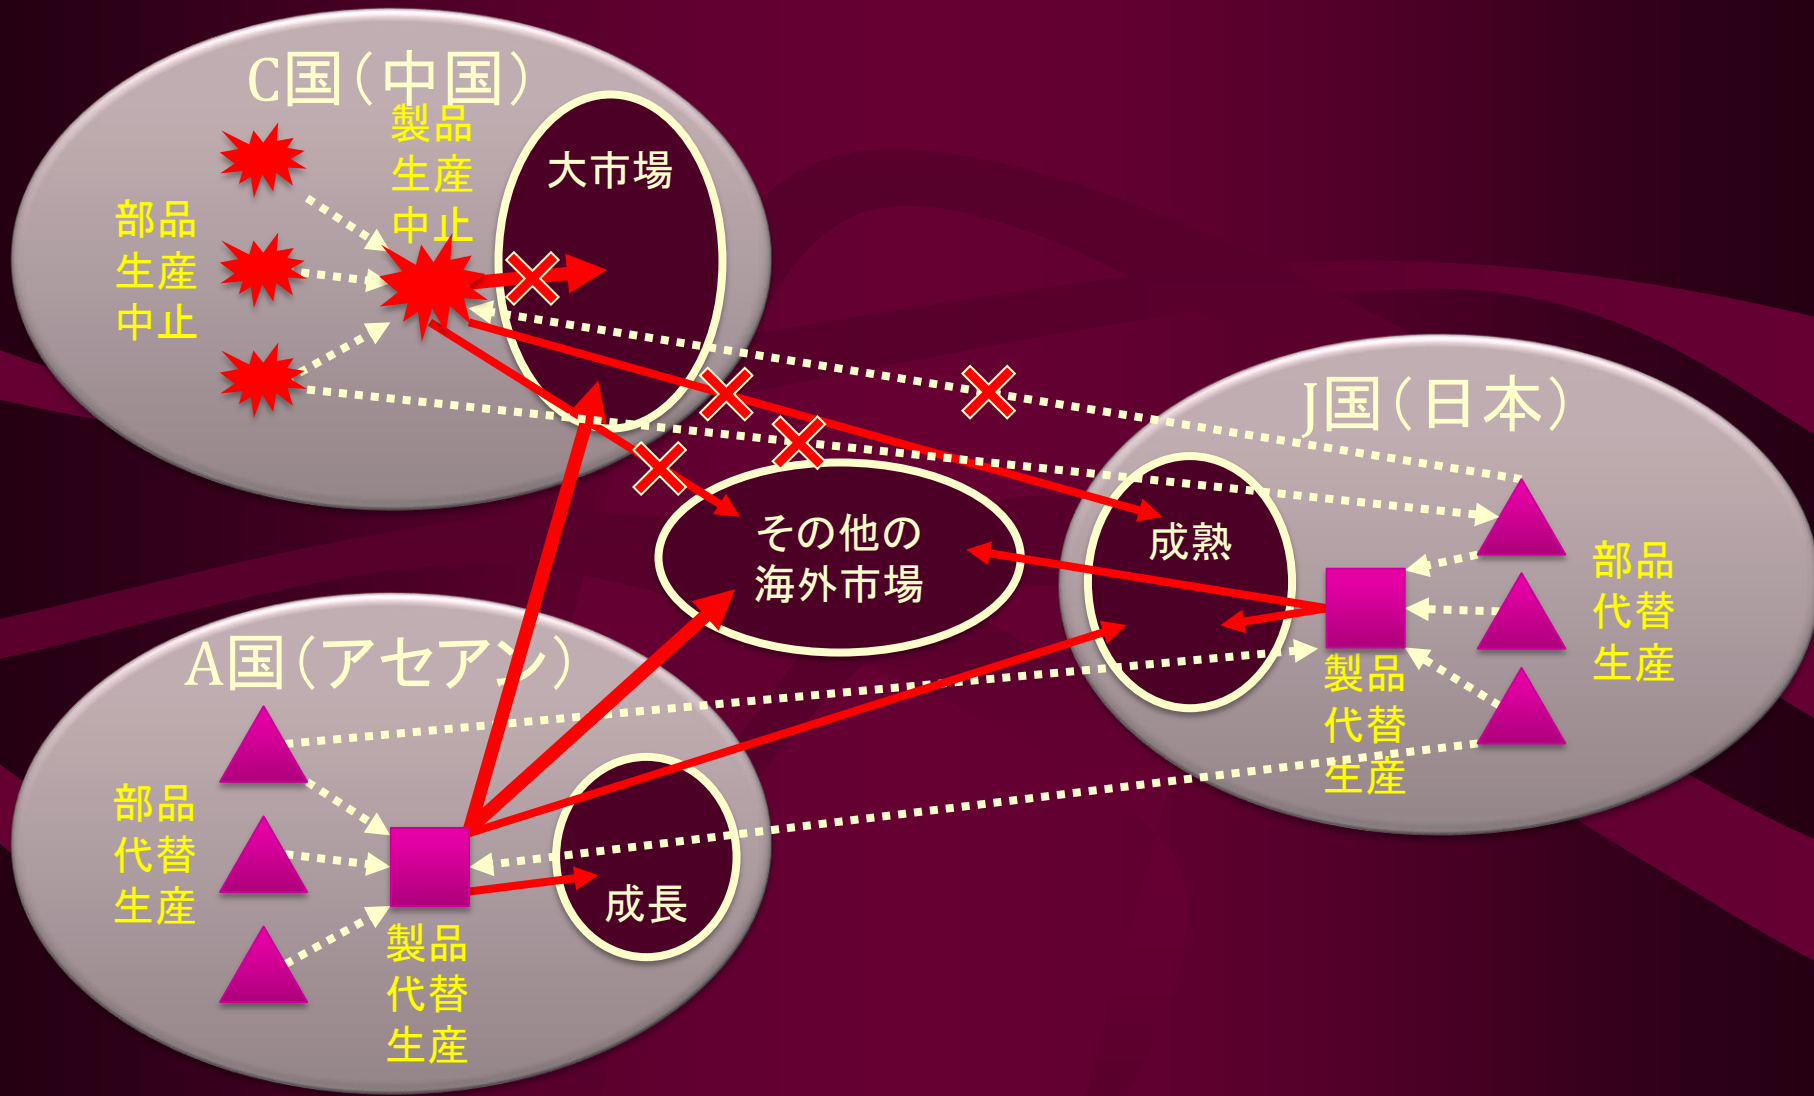 C国（中国）
製品
生産
中止
大市場
部品
生産
中止
J国（日本）
成熟
その他の
海外市場
部品
代替
生産
製品
代替
生産
A国（アセアン）
部品
代替
生産
成長
製品
代替
生産